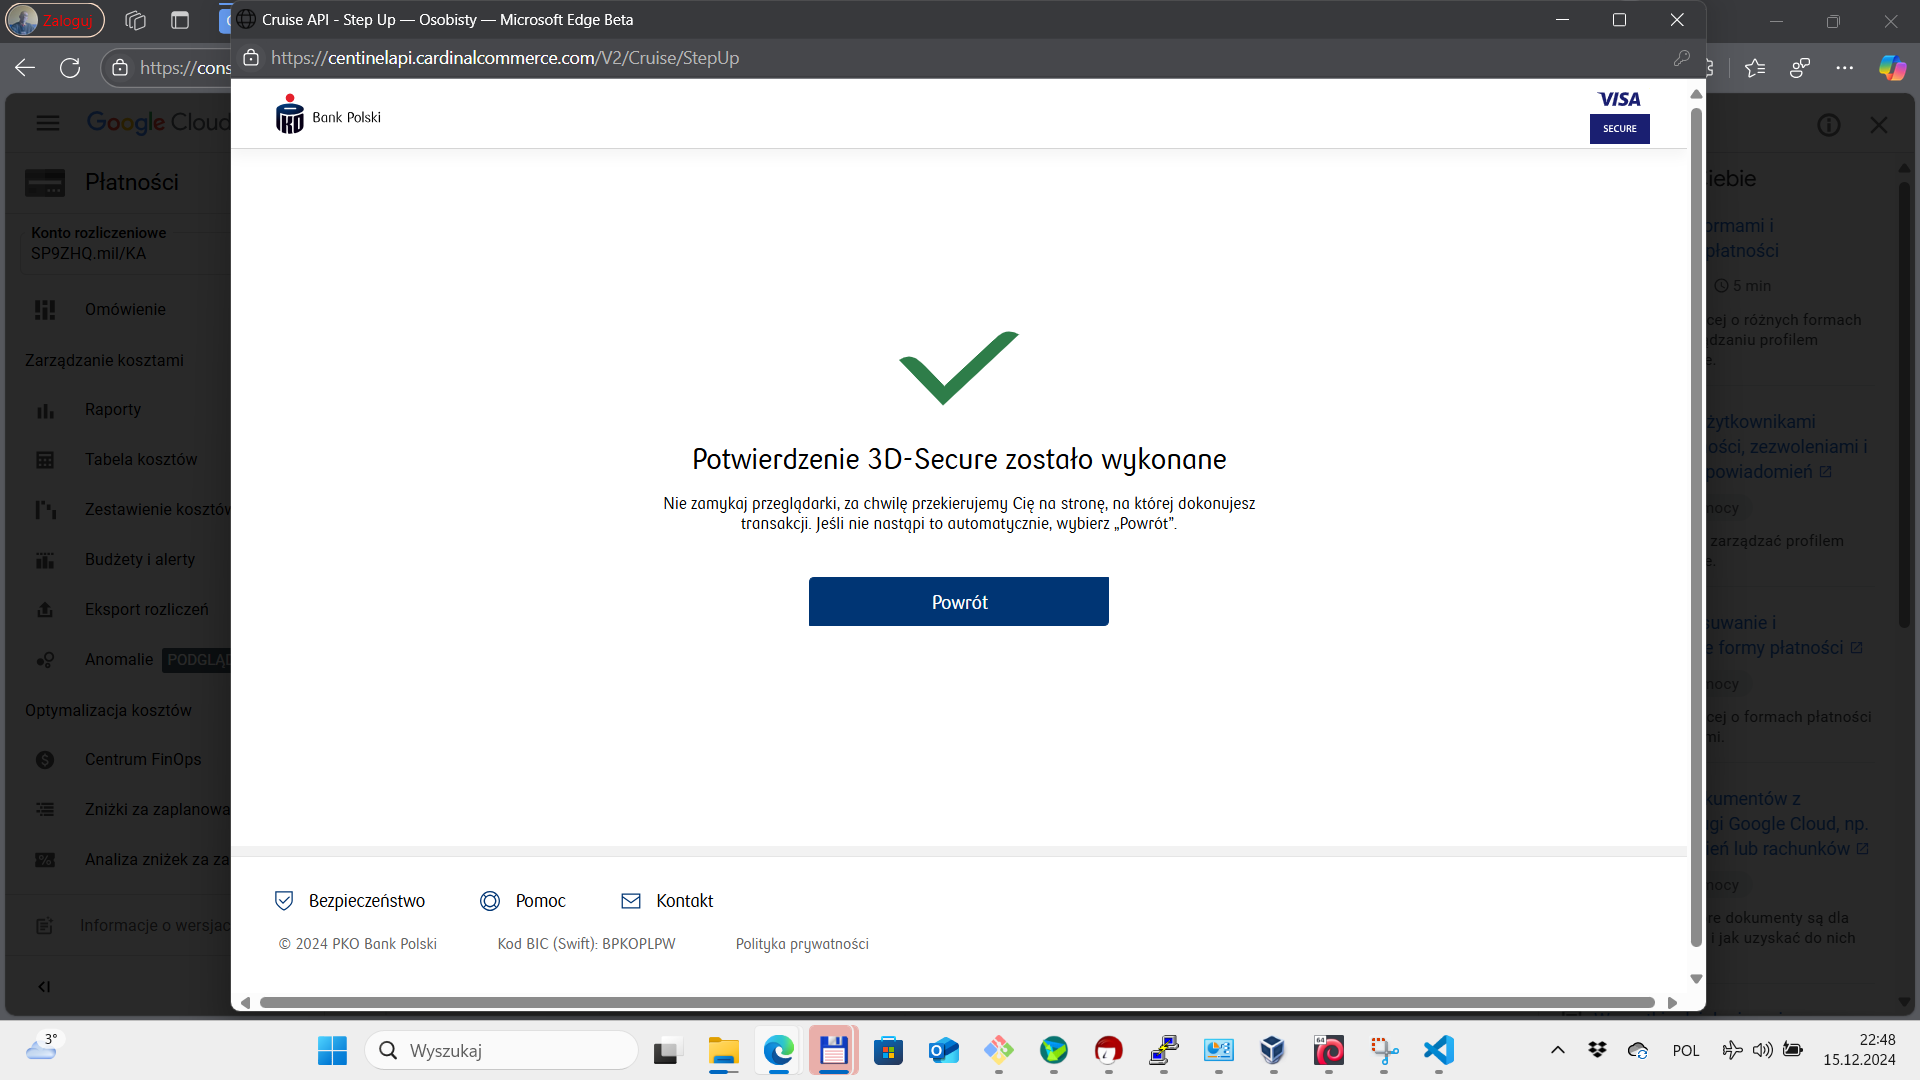 Zaloguj
Cruise API - Step Up — Osobisty — Microsoft Edge Beta
https://cons
https://centinelapi.cardinalcommerce.com/V2/Cruise/StepUp
Bank Polski
VISA
SECURE
Google Cloud
Płatności
Konto rozliczeniowe
SP9ZHQ.mil/KA
Omówienie
Zarządzanie kosztami
Raporty
Tabela kosztów
Zestawienie kosztów
Budżety i alerty
Eksport rozliczeń
Anomalie PODGLĄD
Optymalizacja kosztów
Centrum FinOps
Zniżki za zaplanowa
Analiza zniżek za za
Informacje o wersjac
Potwierdzenie 3D-Secure zostało wykonane
Nie zamykaj przeglądarki, za chwilę przekierujemy Cię na stronę, na której dokonujesz
transakcji. Jeśli nie nastąpi to automatycznie, wybierz „Powrót”.
Powrót
Bezpieczeństwo
Pomoc
Kontakt
© 2024 PKO Bank Polski
Kod BIC (Swift): BPKOPLPW
Polityka prywatności
iebie
ormami i
płatności
5 min
cej o różnych formach
dzaniu profilem
e.
żytkownikami
ości, zezwoleniami i
powiadomień
mocy
zarządzać profilem
e.
suwanie i
e formy płatności
mocy
cej o formach płatności
mi.
kumentów z
gi Google Cloud, np.
eń lub rachunków
mocy
re dokumenty są dla
i jak uzyskać do nich
3°
Wyszukaj
64
POL
22:48
15.12.2024